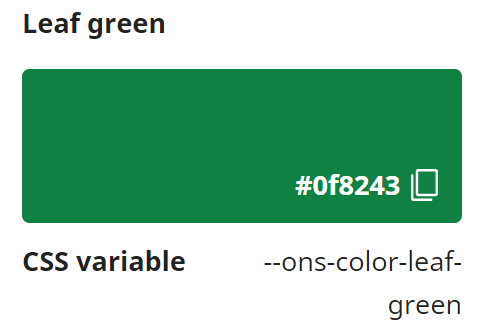 Leaf green
#0f8243
CSS variable
--ons-color-leaf-
green